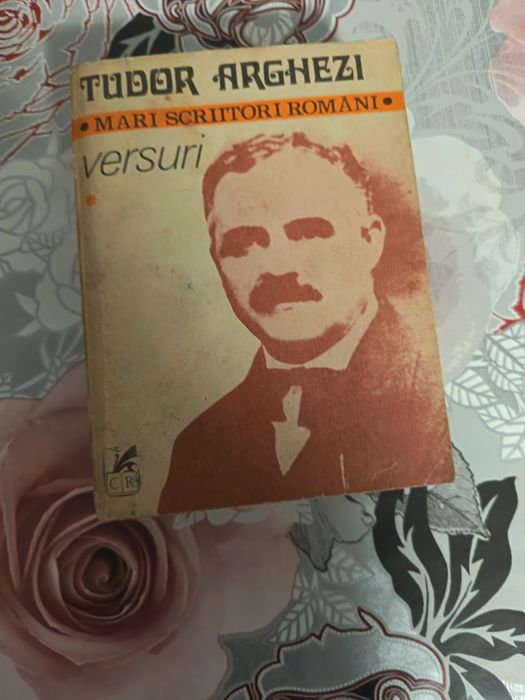 TUDOR ARGHEZI
• MARI SCRIITORI ROMÂNI •
versuri
*
C R